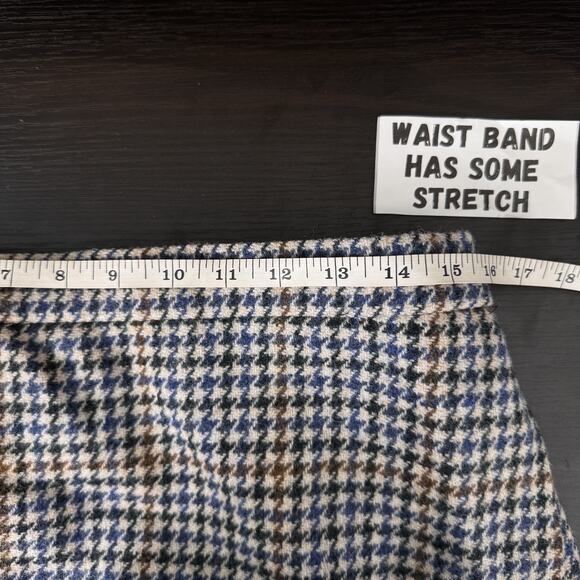 WAIST BAND
HAS SOME
STRETCH
7 8 9 10 11 12 13 14 15 16 17 18